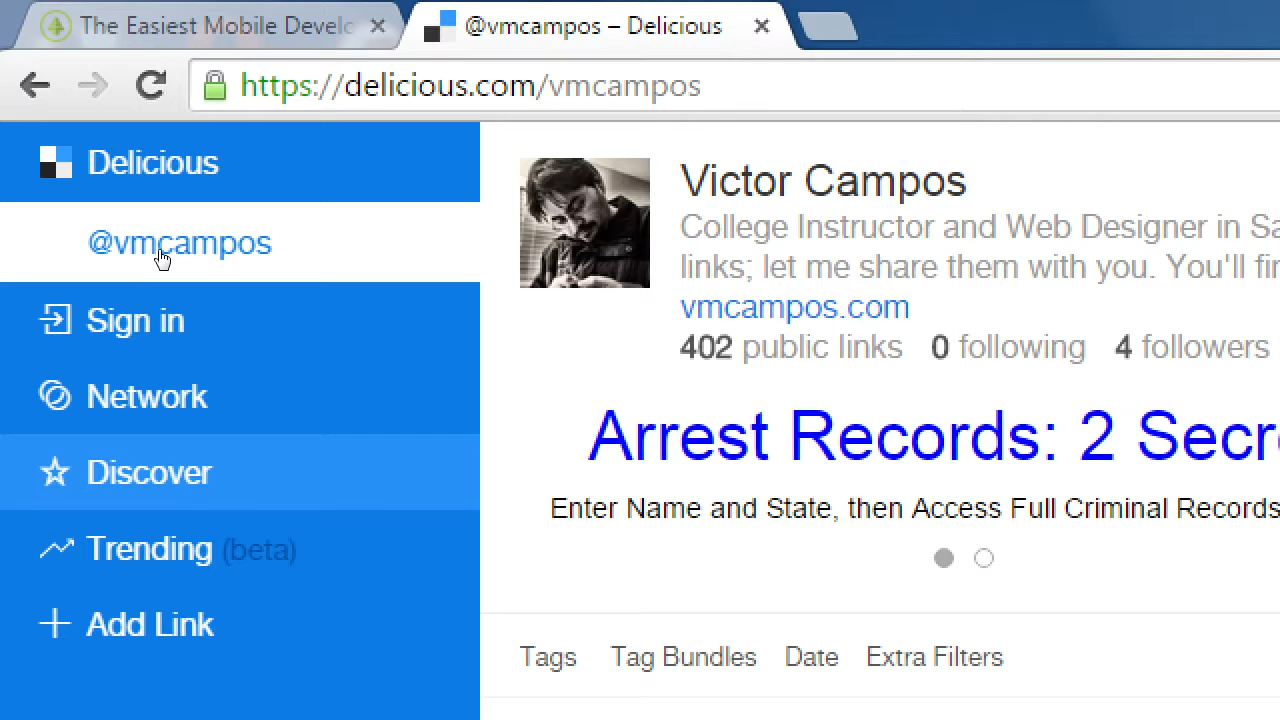 The Easiest Mobile Develo
@vmcampos – Delicious
https://delicious.com/vmcampos
Delicious
@vmcampos
Sign in
Network
Discover
Trending (beta)
Add Link
Victor Campos
College Instructor and Web Designer in Sa
links; let me share them with you. You'll fin
vmcampos.com
402 public links 0 following 4 followers
Arrest Records: 2 Secr
Enter Name and State, then Access Full Criminal Records
Tags Tag Bundles Date Extra Filters